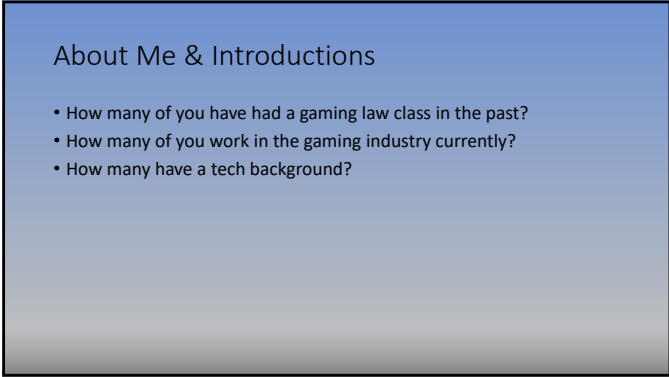 About Me & Introductions
• How many of you have had a gaming law class in the past?
• How many of you work in the gaming industry currently?
• How many have a tech background?